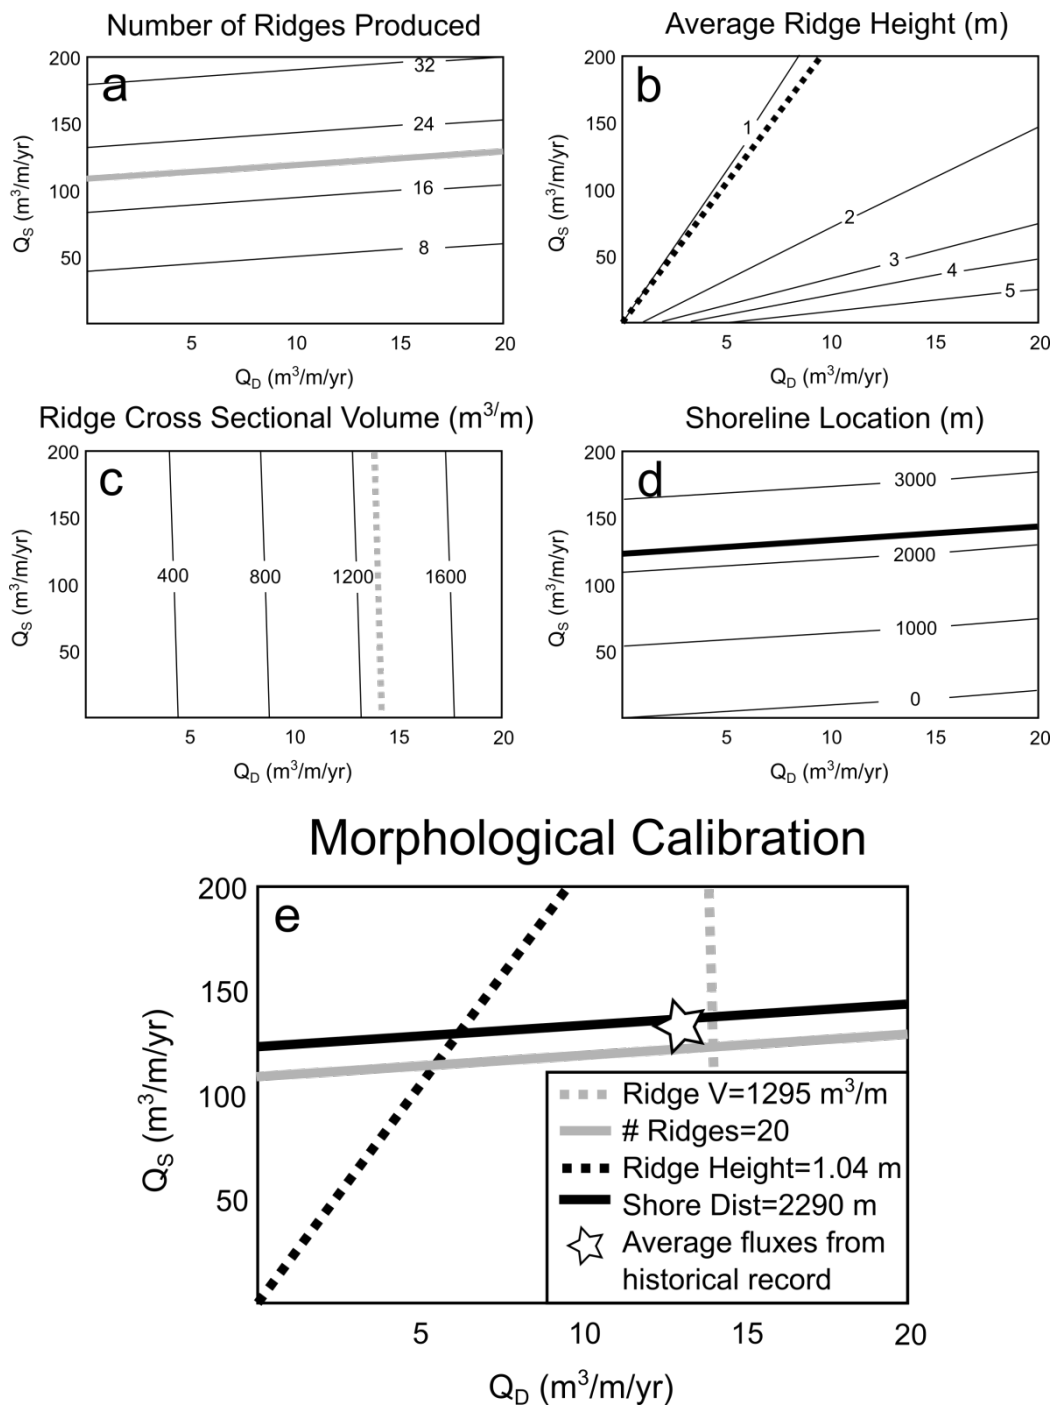 Number of Ridges Produced
a
200
150
100
50
32
24
16
8
5
10
15
20
Q_S (m³/m/yr)
Q_D (m³/m/yr)
Average Ridge Height (m)
b
200
150
100
50
1
2
3
4
5
5
10
15
20
Q_S (m³/m/yr)
Q_D (m³/m/yr)
Ridge Cross Sectional Volume (m³/m)
c
200
150
100
50
400
800
1200
1600
5
10
15
20
Q_S (m³/m/yr)
Q_D (m³/m/yr)
Shoreline Location (m)
d
200
150
100
50
3000
2000
1000
0
5
10
15
20
Q_S (m³/m/yr)
Q_D (m³/m/yr)
Morphological Calibration
e
200
150
100
50
Q_S (m³/m/yr)
Ridge V=1295 m³/m
# Ridges=20
Ridge Height=1.04 m
Shore Dist=2290 m
Average fluxes from
historical record
5
10
15
20
Q_D (m³/m/yr)